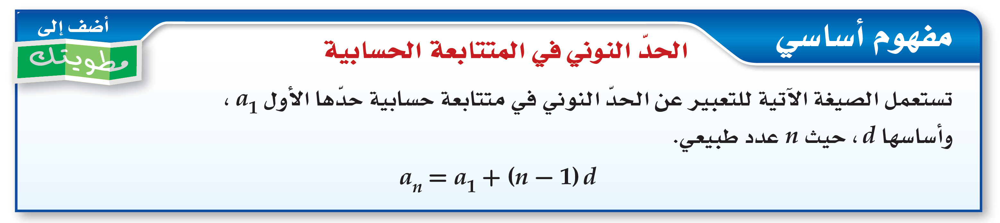 مفهوم أساسي
أضف إلى
مطويتك
الحدّ النوني في المتتابعة الحسابية
تستعمل الصيغة الآتية للتعبير عن الحدّ النوني في متتابعة حسابية حدّها الأول a₁ ،
وأساسها d ، حيث n عدد طبيعي.
aₙ = a₁ + (n − 1) d